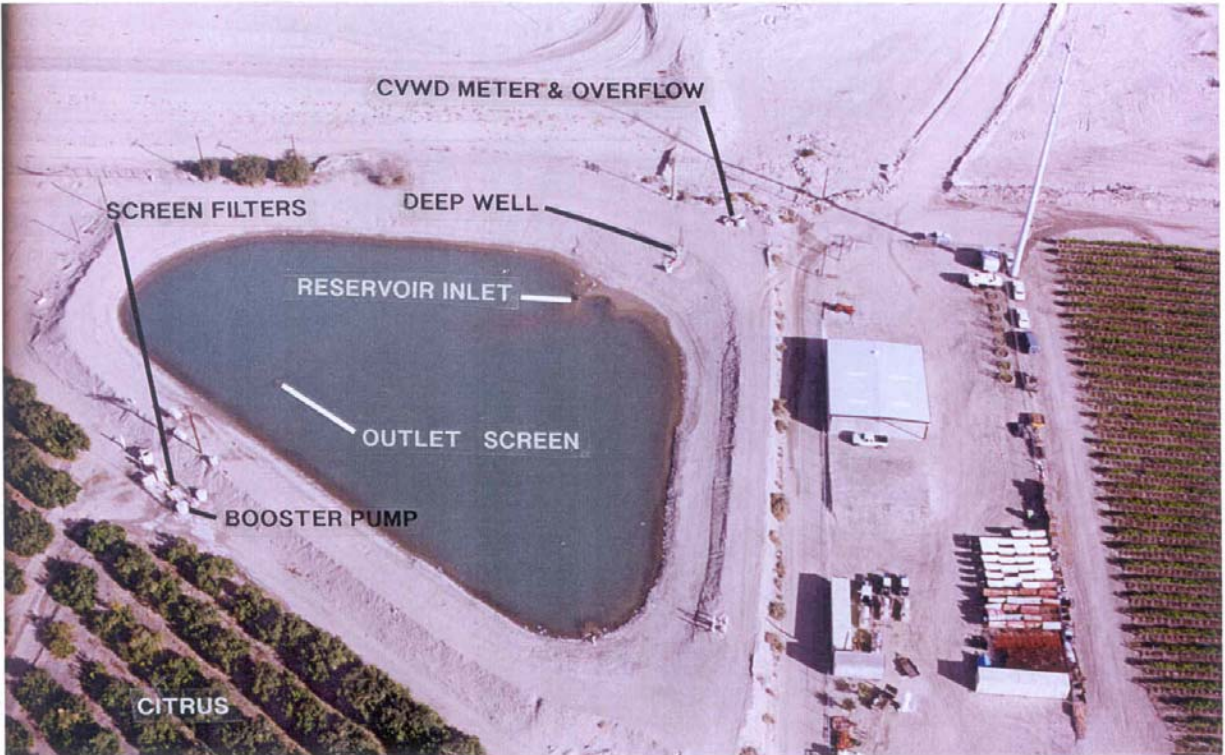 CVWD METER & OVERFLOW
SCREEN FILTERS
DEEP WELL
RESERVOIR INLET
OUTLET SCREEN
BOOSTER PUMP
CITRUS